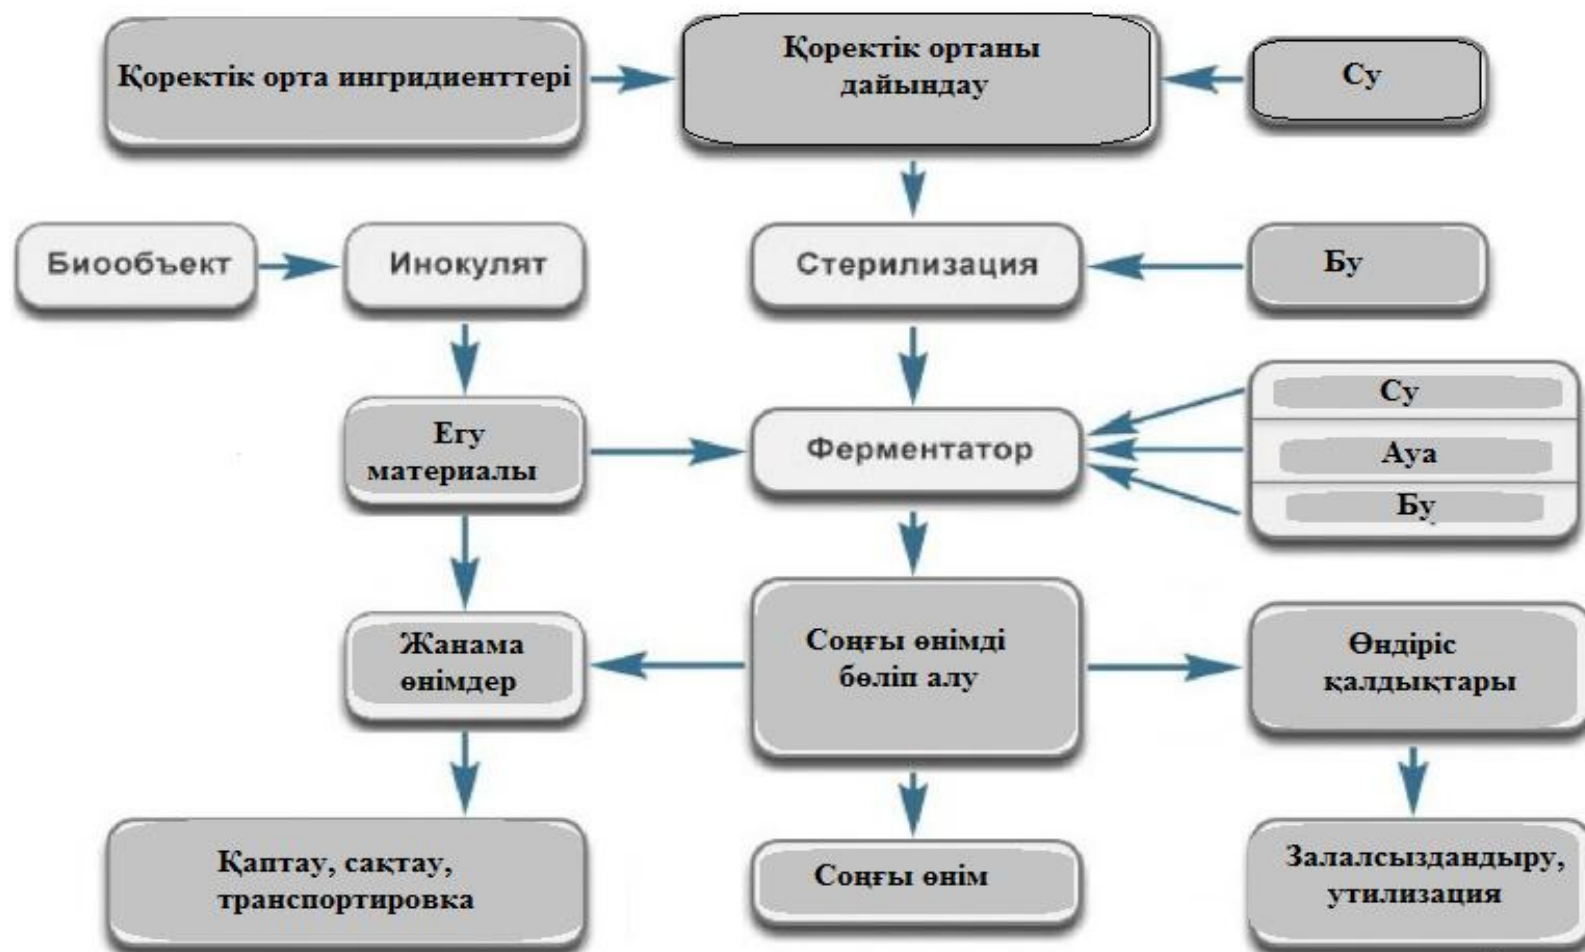 Қоректік орта ингридиенттері
Қоректік ортаны
дайындау
Су
Биообъект
Инокулят
Стерилизация
Бу
Егу
материалы
Ферментатор
Су
Ауа
Бу
Жанама
өнімдер
Соңғы өнімді
бөліп алу
Өндіріс
қалдықтары
Қаптау, сақтау,
транспортировка
Соңғы өнім
Залалсыздандыру,
утилизация